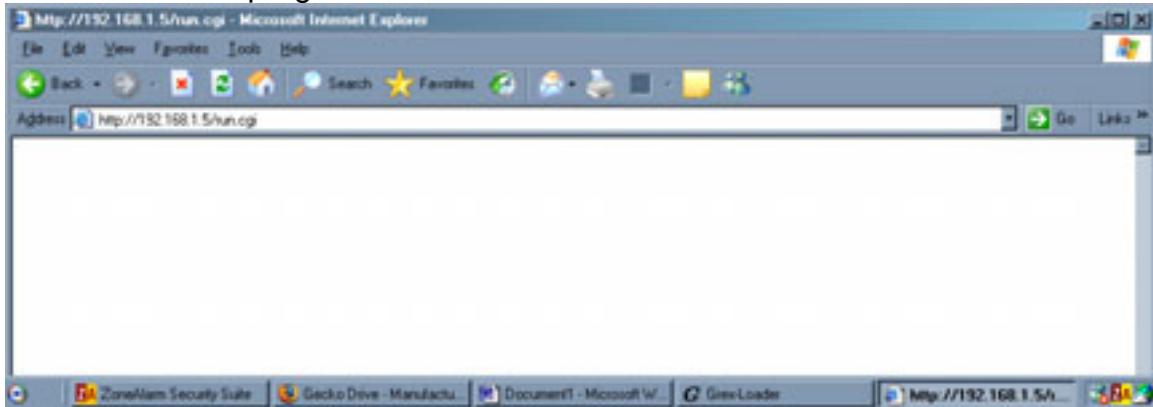 http://192.168.1.5/run.cgi - Microsoft Internet Explorer
File Edit View Favorites Tools Help
Back Search Favorites
Address http://192.168.1.5/run.cgi Go Links »
ZoneAlarm Security Suite Gecko Drive - Manufactu... Document1 - Microsoft W... G Grex-Loader http://192.168.1.5/r...